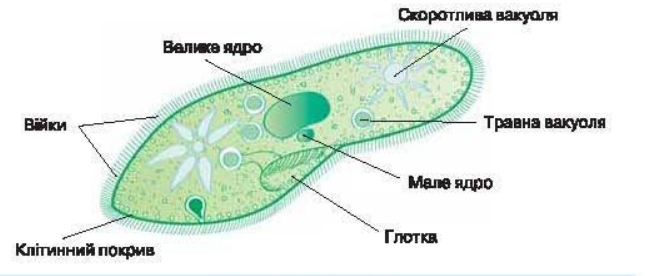 Скоротлива вакуоля
Велике ядро
Війки
Травна вакуоля
Мале ядро
Глотка
Клітинний покрив